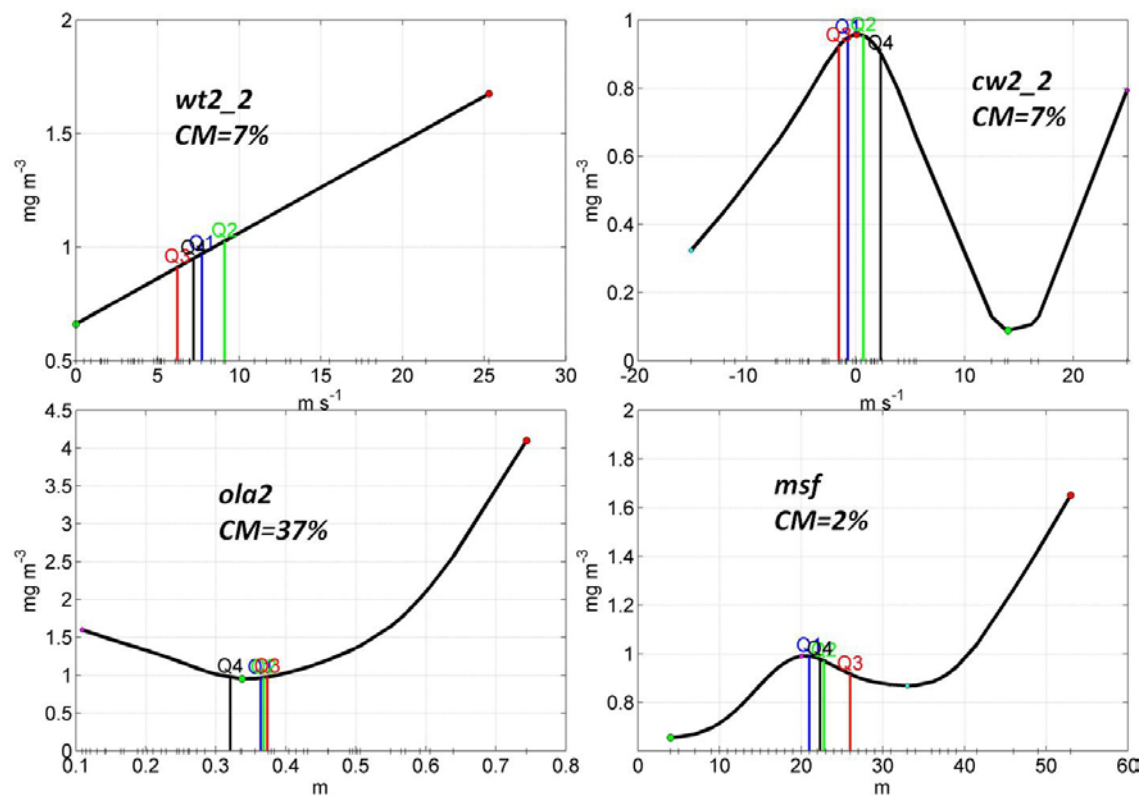 2
1.5
1
0.5
mg m⁻³
wt2_2
CM=7%
Q3
Q4
Q1
Q2
0 5 10 15 20 25 30
m s⁻¹
1
0.8
0.6
0.4
0.2
0
mg m⁻³
cw2_2
CM=7%
Q3
Q1
Q2
Q4
-20 -10 0 10 20
m s⁻¹
4.5
4
3.5
3
2.5
2
1.5
1
0.5
0
mg m⁻³
ola2
CM=37%
Q4
Q3
0.1 0.2 0.3 0.4 0.5 0.6 0.7 0.8
m
2
1.8
1.6
1.4
1.2
1
0.8
mg m⁻³
msf
CM=2%
Q1
Q4
Q2
Q3
0 10 20 30 40 50 60
m